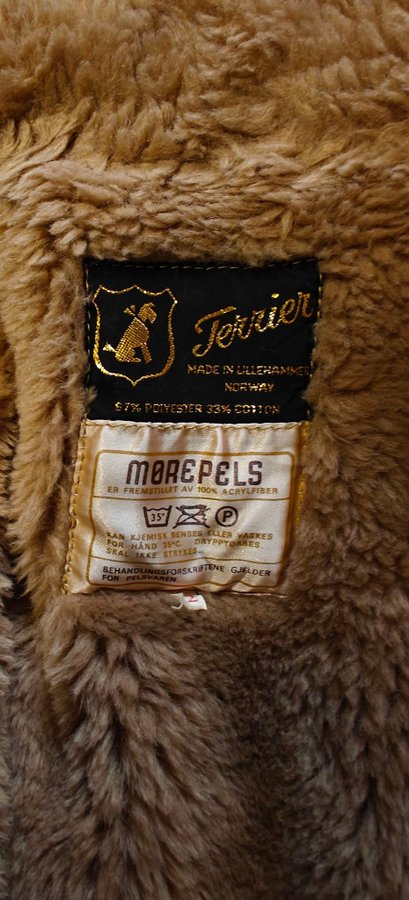 Terrier
MADE IN LILLEHAMMER
NORWAY
67% POLYESTER 33% COTTON
MØREPELS
ER FREMSTILLET AV 100% ACRYLFIBER
35° P
KAN KJEMISK RENSES ELLER VASKES
FOR HÅND 35°C. DRYPPTØRRES
SKAL IKKE STRYKES
BEHANDLINGSFORSKRIFTENE GJELDER
FOR PELSVAREN.